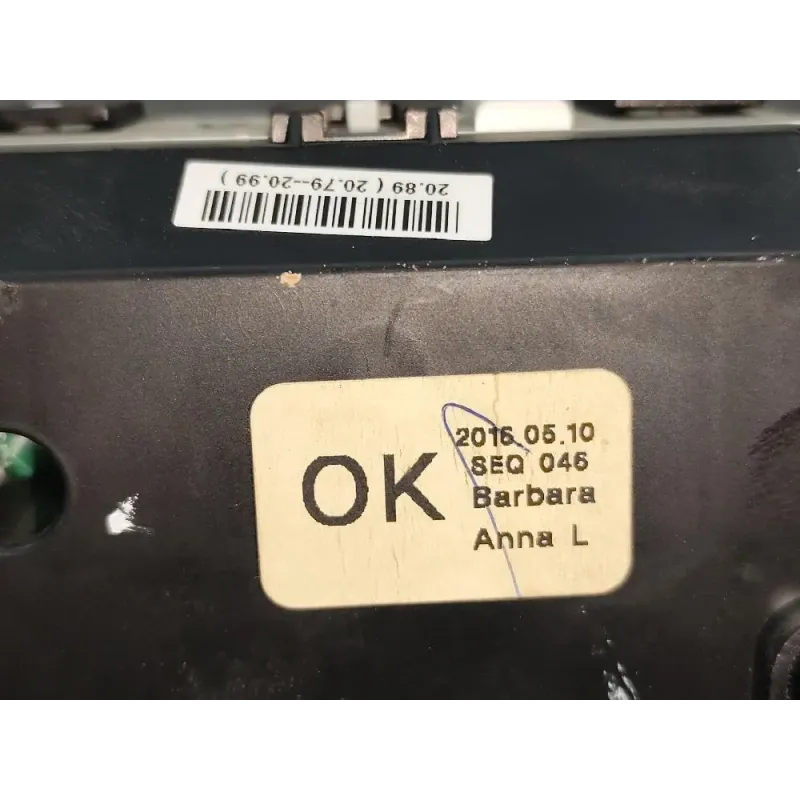 20.89 ( 20.79--20.99 )
OK
2016.05.10
SEQ 046
Barbara
Anna L